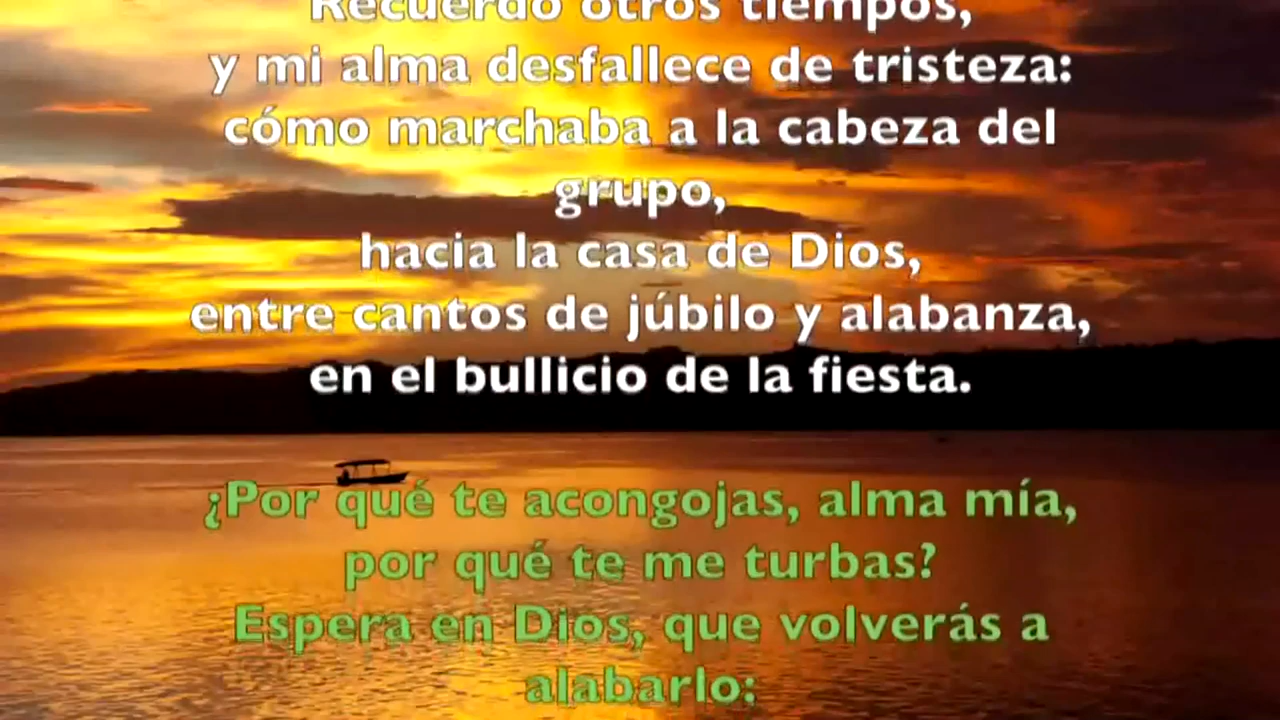 Recuerdo otros tiempos,
y mi alma desfallece de tristeza:
cómo marchaba a la cabeza del
grupo,
hacia la casa de Dios,
entre cantos de júbilo y alabanza,
en el bullicio de la fiesta.
¿Por qué te acongojas, alma mía,
por qué te me turbas?
Espera en Dios, que volverás a
alabarlo: